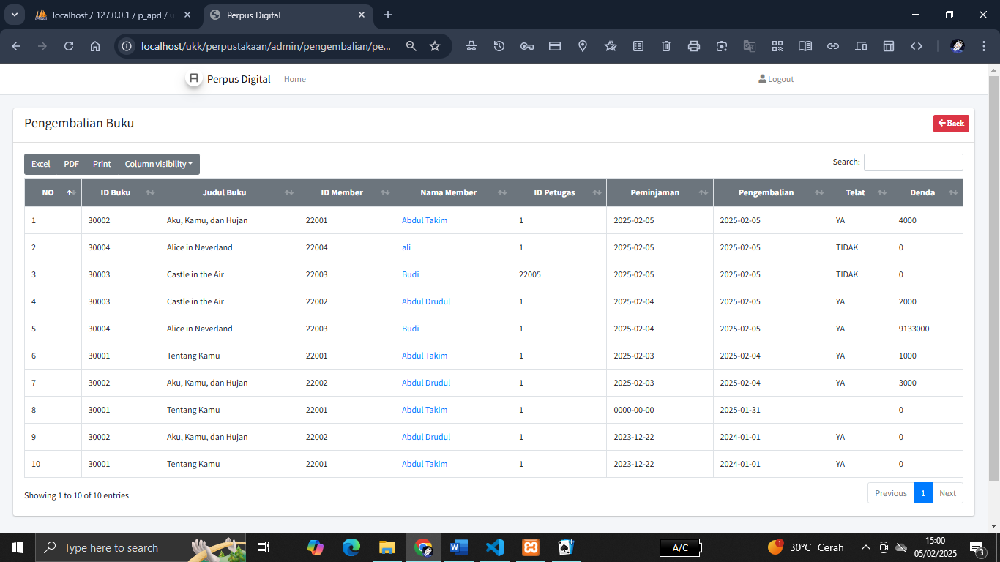 localhost / 127.0.0.1 / p_apd / u
Perpus Digital
localhost/ukk/perpustakaan/admin/pengembalian/pe...
Perpus Digital Home Logout
Pengembalian Buku Back
Excel PDF Print Column visibility Search:
NO ID Buku Judul Buku ID Member Nama Member ID Petugas Peminjaman Pengembalian Telat Denda
1 30002 Aku, Kamu, dan Hujan 22001 Abdul Takim 1 2025-02-05 2025-02-05 YA 4000
2 30004 Alice in Neverland 22004 ali 1 2025-02-05 2025-02-05 TIDAK 0
3 30003 Castle in the Air 22003 Budi 22005 2025-02-05 2025-02-05 TIDAK 0
4 30003 Castle in the Air 22002 Abdul Drudul 1 2025-02-04 2025-02-05 YA 2000
5 30004 Alice in Neverland 22003 Budi 1 2025-02-04 2025-02-05 YA 9133000
6 30001 Tentang Kamu 22001 Abdul Takim 1 2025-02-03 2025-02-04 YA 1000
7 30002 Aku, Kamu, dan Hujan 22002 Abdul Drudul 1 2025-02-03 2025-02-04 YA 3000
8 30001 Tentang Kamu 22001 Abdul Takim 1 0000-00-00 2025-01-31 0
9 30002 Aku, Kamu, dan Hujan 22002 Abdul Drudul 1 2023-12-22 2024-01-01 YA 0
10 30001 Tentang Kamu 22001 Abdul Takim 1 2023-12-22 2024-01-01 YA 0
Showing 1 to 10 of 10 entries Previous 1 Next
Type here to search A/C 1 30°C Cerah 15:00
05/02/2025 3